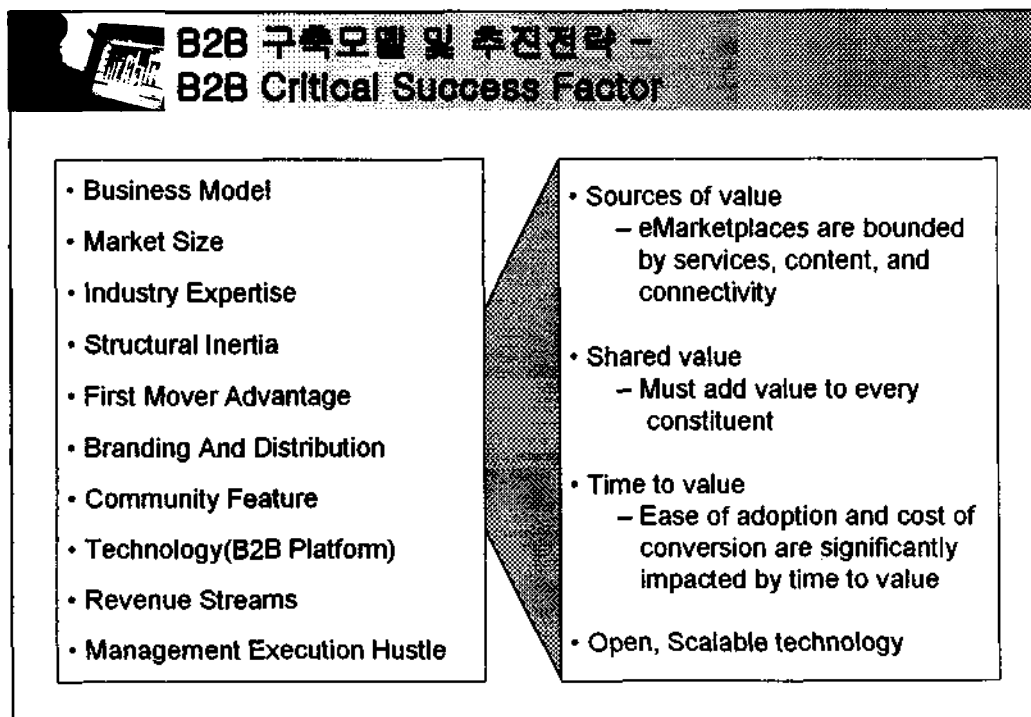 B2B 구축모델 및 추진전략 –
B2B Critical Success Factor
• Business Model
• Market Size
• Industry Expertise
• Structural Inertia
• First Mover Advantage
• Branding And Distribution
• Community Feature
• Technology(B2B Platform)
• Revenue Streams
• Management Execution Hustle
• Sources of value
– eMarketplaces are bounded
by services, content, and
connectivity
• Shared value
– Must add value to every
constituent
• Time to value
– Ease of adoption and cost of
conversion are significantly
impacted by time to value
• Open, Scalable technology